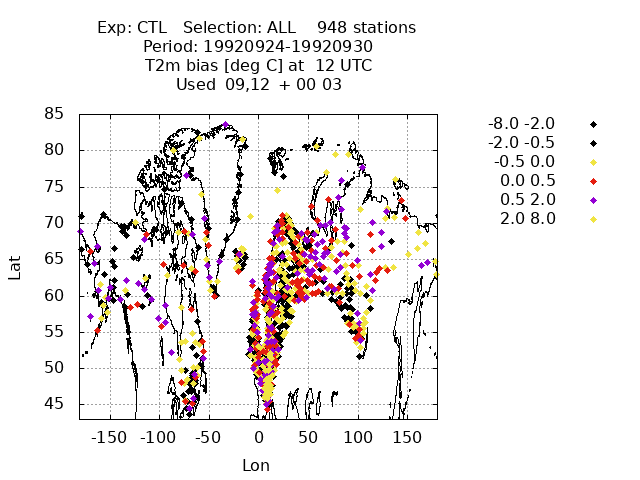 Exp: CTL   Selection: ALL    948 stations
Period: 19920924-19920930
T2m bias [deg C] at  12 UTC
Used  09,12  + 00 03
85
80
75
70
65
60
55
50
45
Lat
-150 -100 -50 0 50 100 150
Lon
-8.0 -2.0
-2.0 -0.5
-0.5 0.0
0.0 0.5
0.5 2.0
2.0 8.0